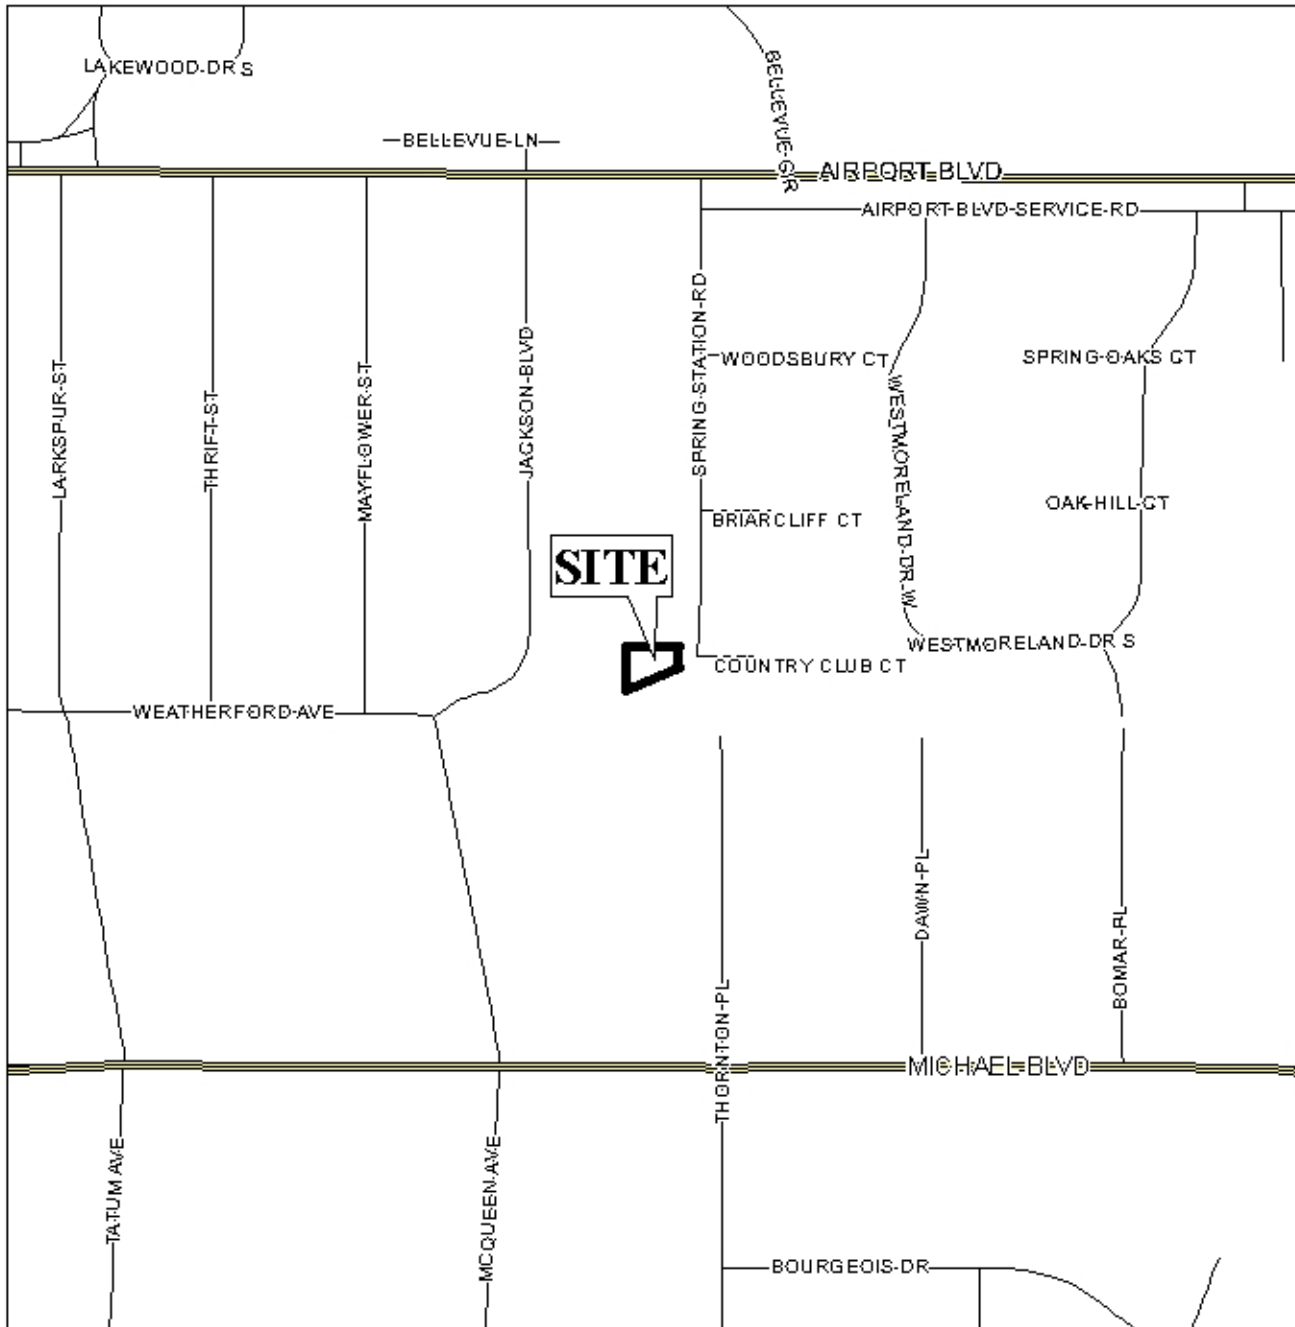 LAKEWOOD DR S
BELLEVUE LN
BELLEVUE CIR
AIRPORT BLVD
AIRPORT BLVD SERVICE RD
LARKSPUR ST
THRIFT ST
MAYFLOWER ST
JACKSON BLVD
SPRING STATION RD
WOODSBURY CT
WESTMORELAND DR W
SPRING OAKS CT
BRIARCLIFF CT
OAK HILL CT
SITE
COUNTRY CLUB CT
WESTMORELAND DR S
WEATHERFORD AVE
THORNTON PL
DAWN PL
BOMAR PL
MICHAEL BLVD
TATUM AVE
MCQUEEN AVE
BOURGEOIS DR